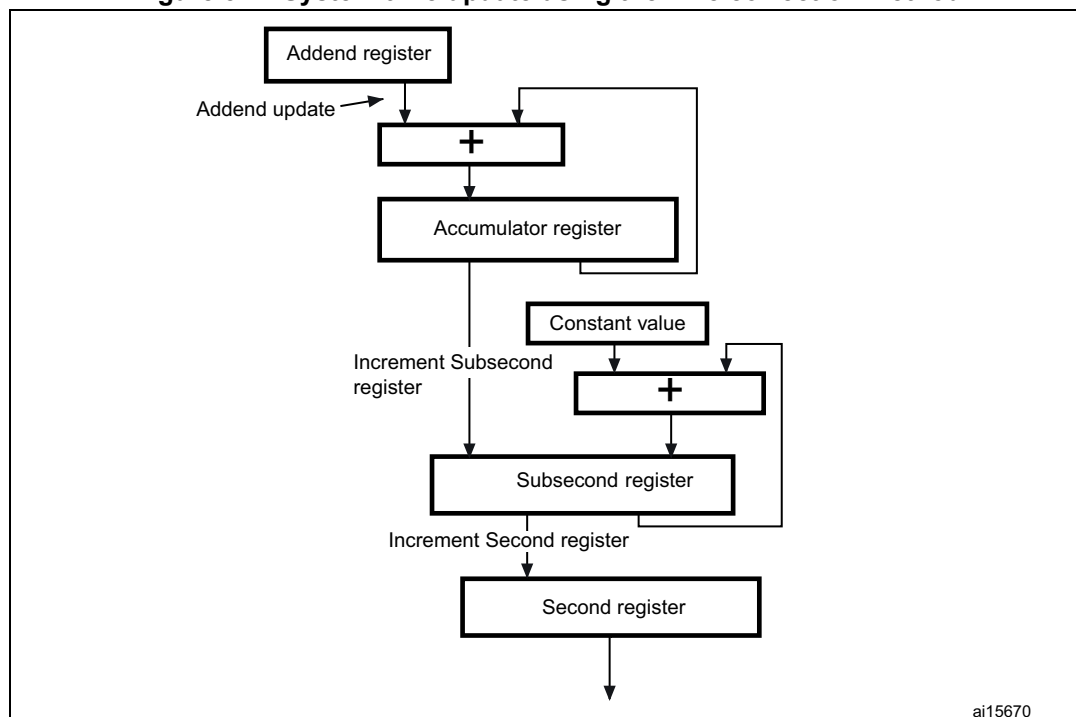 Addend register
Addend update
+
Accumulator register
Constant value
Increment Subsecond
register
+
Subsecond register
Increment Second register
Second register
ai15670